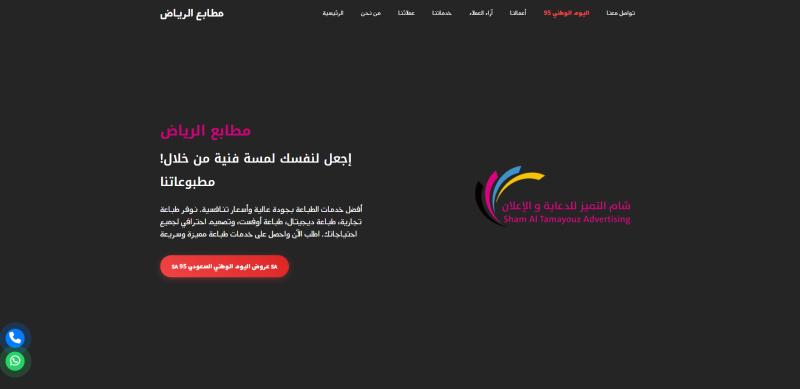 مطابع الرياض
الرئيسية
من نحن
عملائنا
خدماتنا
آراء العملاء
أعمالنا
اليوم الوطني 95
تواصل معنا
مطابع الرياض
إجعل لنفسك لمسة فنية من خلال!
مطبوعاتنا
أفضل خدمات الطباعة بجودة عالية وأسعار تنافسية. نوفر طباعة
تجارية، طباعة ديجيتال، طباعة أوفست، وتصميم احترافي لجميع
احتياجاتك. اطلب الآن واحصل على خدمات طباعة مميزة وسريعة
SA عروض اليوم الوطني السعودي 95 SA
شام التميز للدعاية و الإعلان
Sham Al Tamayouz Advertising